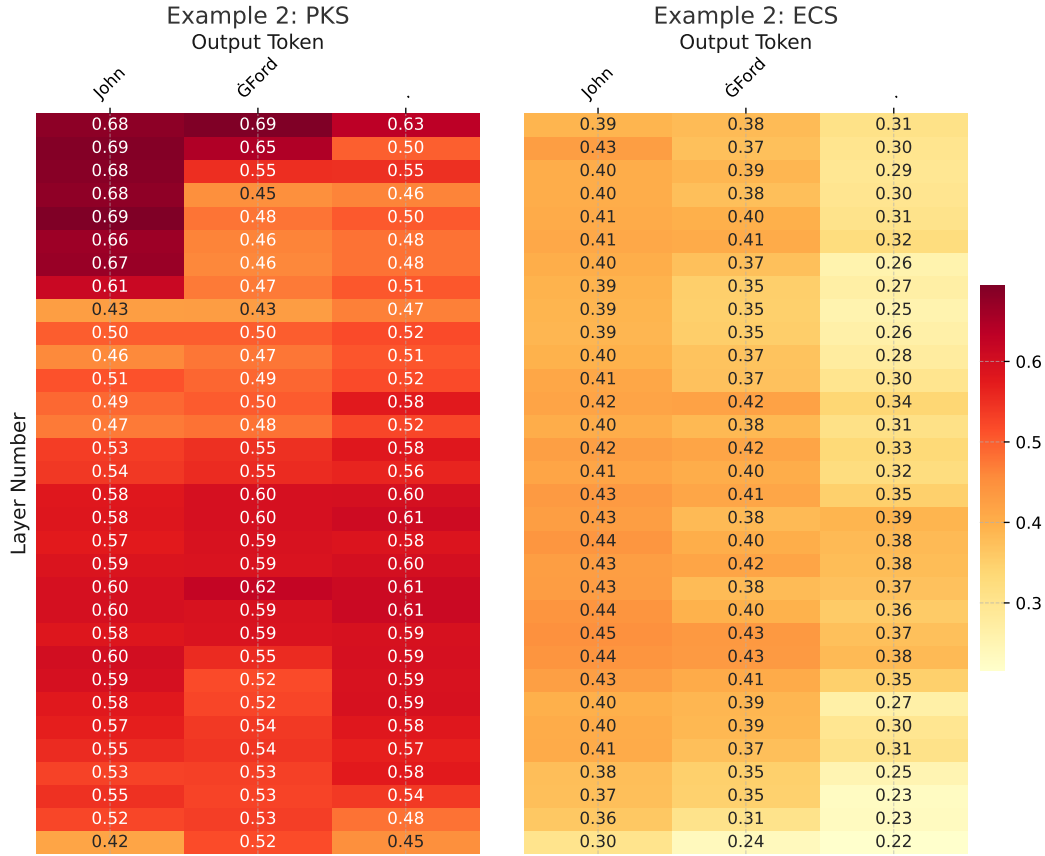 Example 2: PKS
Output Token
John ĠFord .
0.68 0.69 0.63
0.69 0.65 0.50
0.68 0.55 0.55
0.68 0.45 0.46
0.69 0.48 0.50
0.66 0.46 0.48
0.67 0.46 0.48
0.61 0.47 0.51
0.43 0.43 0.47
0.50 0.50 0.52
0.46 0.47 0.51
0.51 0.49 0.52
0.49 0.50 0.58
0.47 0.48 0.52
0.53 0.55 0.58
0.54 0.55 0.56
0.58 0.60 0.60
0.58 0.60 0.61
0.57 0.59 0.58
0.59 0.59 0.60
0.60 0.62 0.61
0.60 0.59 0.61
0.58 0.59 0.59
0.60 0.55 0.59
0.59 0.52 0.59
0.58 0.52 0.59
0.57 0.54 0.58
0.55 0.54 0.57
0.53 0.53 0.58
0.55 0.53 0.54
0.52 0.53 0.48
0.42 0.52 0.45
Layer Number
Example 2: ECS
Output Token
John ĠFord .
0.39 0.38 0.31
0.43 0.37 0.30
0.40 0.39 0.29
0.40 0.38 0.30
0.41 0.40 0.31
0.41 0.41 0.32
0.40 0.37 0.26
0.39 0.35 0.27
0.39 0.35 0.25
0.39 0.35 0.26
0.40 0.37 0.28
0.41 0.37 0.30
0.42 0.42 0.34
0.40 0.38 0.31
0.42 0.42 0.33
0.41 0.40 0.32
0.43 0.41 0.35
0.43 0.38 0.39
0.44 0.40 0.38
0.43 0.42 0.38
0.43 0.38 0.37
0.44 0.40 0.36
0.45 0.43 0.37
0.44 0.43 0.38
0.43 0.41 0.35
0.40 0.39 0.27
0.40 0.39 0.30
0.41 0.37 0.31
0.38 0.35 0.25
0.37 0.35 0.23
0.36 0.31 0.23
0.30 0.24 0.22
0.6
0.5
0.4
0.3